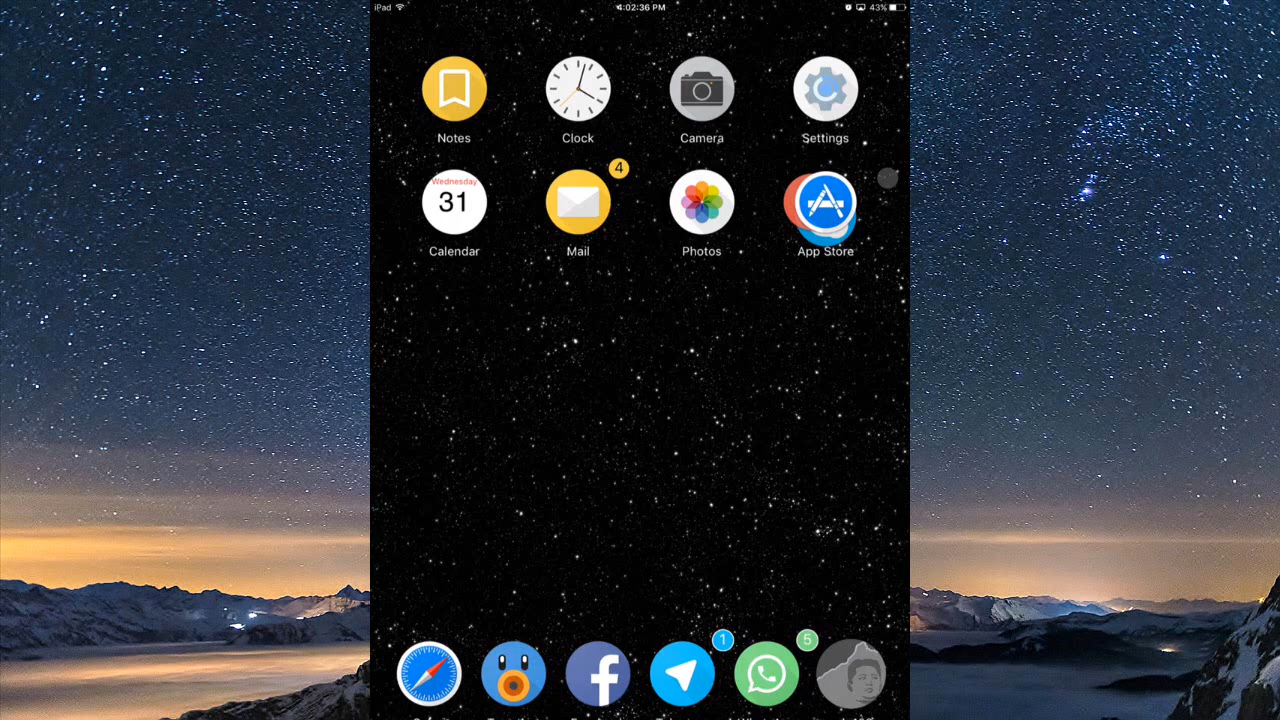 iPad 4:02:36 PM 43%
Notes Clock Camera Settings
4
Wednesday
31
Calendar Mail Photos App Store
1 5